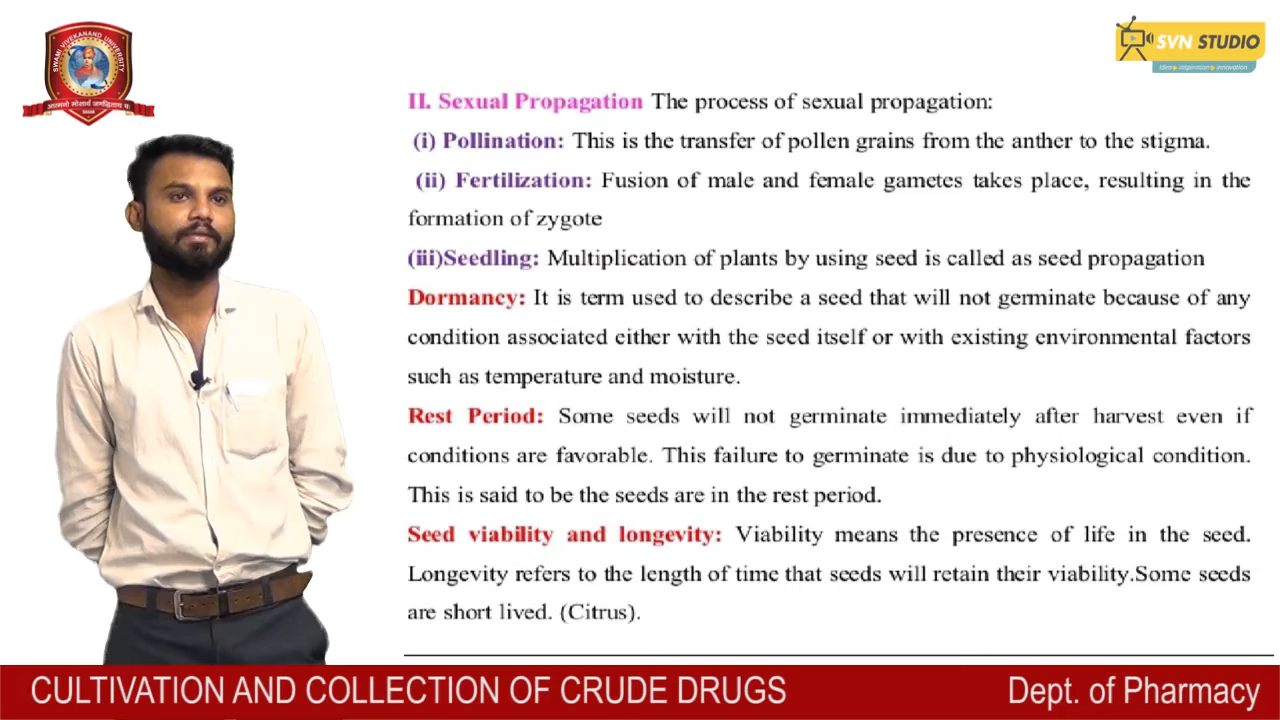 SWAMI VIVEKANAND UNIVERSITY
SVN STUDIO
Idea inspiration innovation
II. Sexual Propagation The process of sexual propagation:
(i) Pollination: This is the transfer of pollen grains from the anther to the stigma.
(ii) Fertilization: Fusion of male and female gametes takes place, resulting in the
formation of zygote
(iii)Seedling: Multiplication of plants by using seed is called as seed propagation
Dormancy: It is term used to describe a seed that will not germinate because of any
condition associated either with the seed itself or with existing environmental factors
such as temperature and moisture.
Rest Period: Some seeds will not germinate immediately after harvest even if
conditions are favorable. This failure to germinate is due to physiological condition.
This is said to be the seeds are in the rest period.
Seed viability and longevity: Viability means the presence of life in the seed.
Longevity refers to the length of time that seeds will retain their viability.Some seeds
are short lived. (Citrus).
CULTIVATION AND COLLECTION OF CRUDE DRUGS
Dept. of Pharmacy